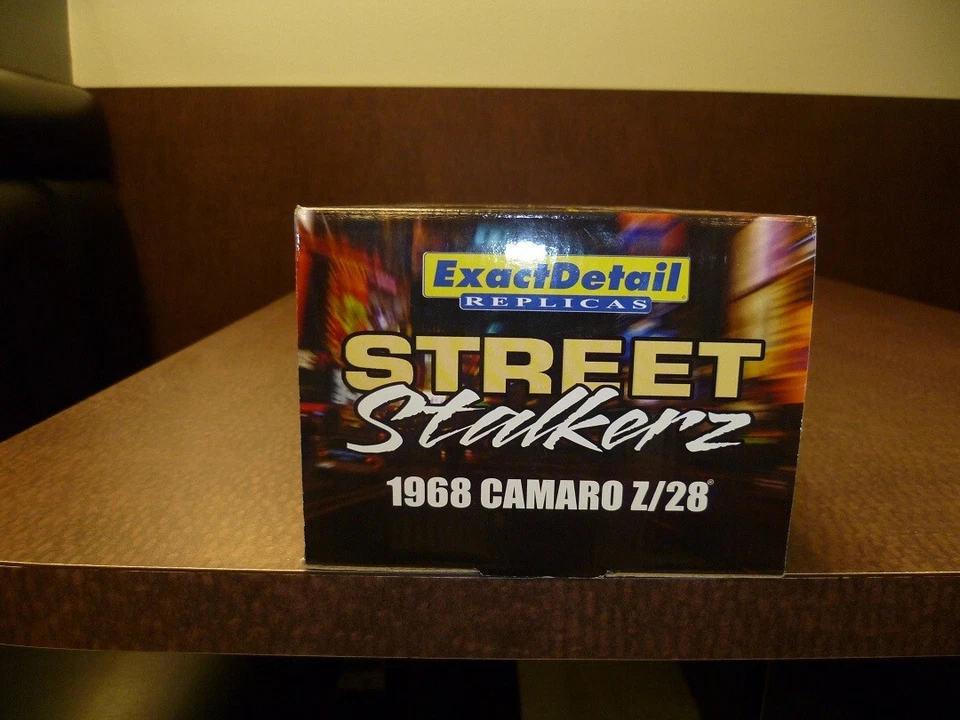 ExactDetail
REPLICAS
STREET
Stalkerz
1968 CAMARO Z/28®